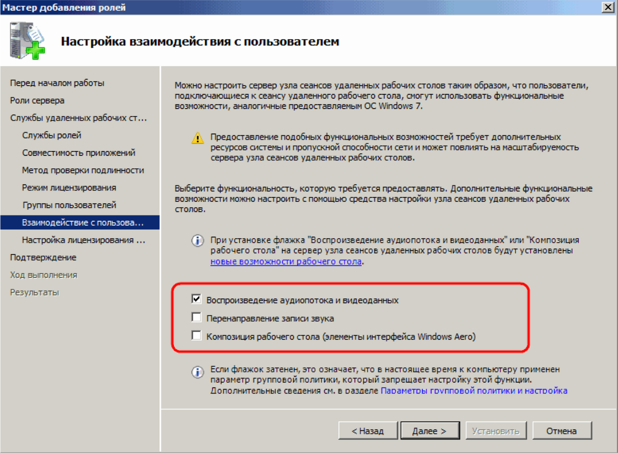 Мастер добавления ролей
Настройка взаимодействия с пользователем
Перед началом работы
Роли сервера
Службы удаленных рабочих ст...
Службы ролей
Совместимость приложений
Метод проверки подлинности
Режим лицензирования
Группы пользователей
Взаимодействие с пользова...
Настройка лицензирования ...
Подтверждение
Ход выполнения
Результаты
Можно настроить сервер узла сеансов удаленных рабочих столов таким образом, что пользователи,
подключающиеся к сеансу удаленного рабочего стола, смогут использовать функциональные
возможности, аналогичные предоставляемым ОС Windows 7.
Предоставление подобных функциональных возможностей требует дополнительных
ресурсов системы и пропускной способности сети и может повлиять на масштабируемость
сервера узла сеансов удаленных рабочих столов.
Выберите функциональность, которую требуется предоставлять. Дополнительные функциональные
возможности можно настроить с помощью средства настройки узла сеансов удаленных рабочих
столов.
При установке флажка "Воспроизведение аудиопотока и видеоданных" или "Композиция
рабочего стола" на сервер узла сеансов удаленных рабочих столов будут установлены
новые возможности рабочего стола.
Воспроизведение аудиопотока и видеоданных
Перенаправление записи звука
Композиция рабочего стола (элементы интерфейса Windows Aero)
Если флажок затенен, это означает, что в настоящее время к компьютеру применен
параметр групповой политики, который запрещает настройку этой функции.
Дополнительные сведения см. в разделе Параметры групповой политики и настройка
< Назад
Далее >
Установить
Отмена